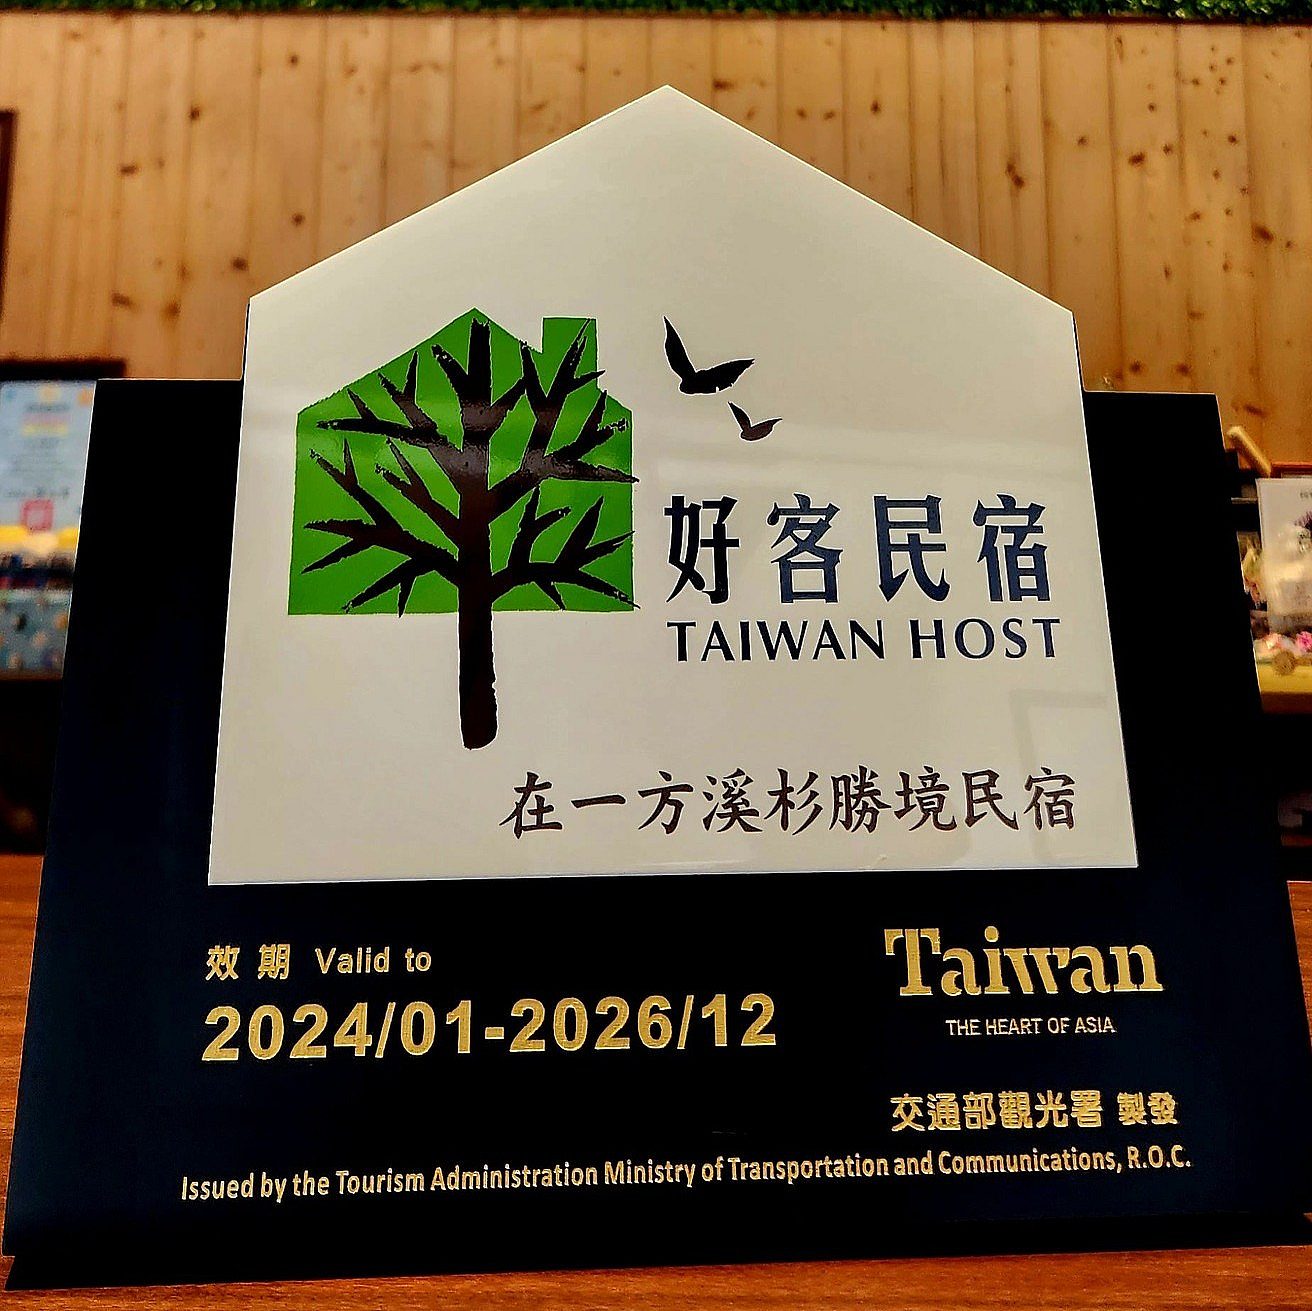 好客民宿
TAIWAN HOST
在一方溪杉勝境民宿
效期 Valid to
2024/01-2026/12
Taiwan
THE HEART OF ASIA
交通部觀光署 製發
Issued by the Tourism Administration Ministry of Transportation and Communications, R.O.C.